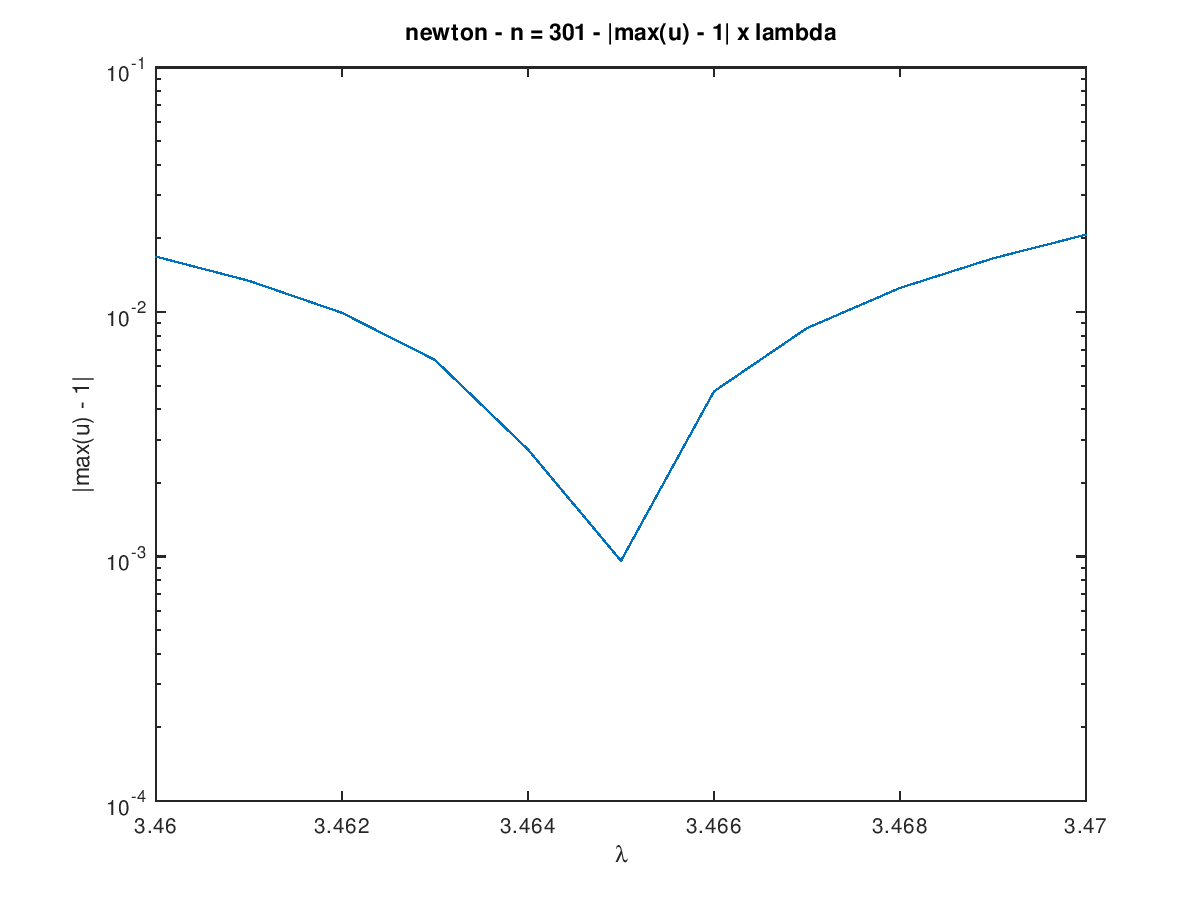 newton - n = 301 - |max(u) - 1| x lambda
10-1
10-2
10-3
10-4
|max(u) - 1|
3.46 3.462 3.464 3.466 3.468 3.47
λ